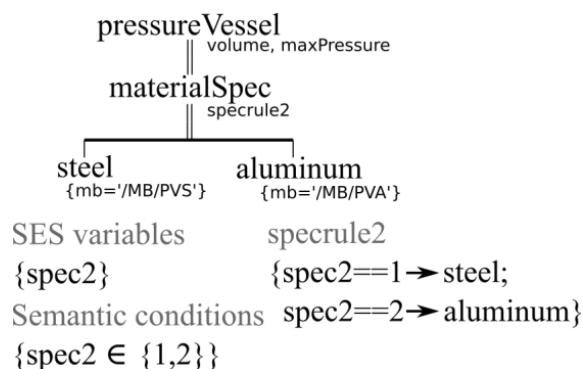 pressureVessel
volume, maxPressure
materialSpec
specrule2
steel aluminum
{mb='/MB/PVS'} {mb='/MB/PVA'}
SES variables specrule2
{spec2} {spec2==1→ steel;
Semantic conditions spec2==2→ aluminum}
{spec2 ∈ {1,2}}